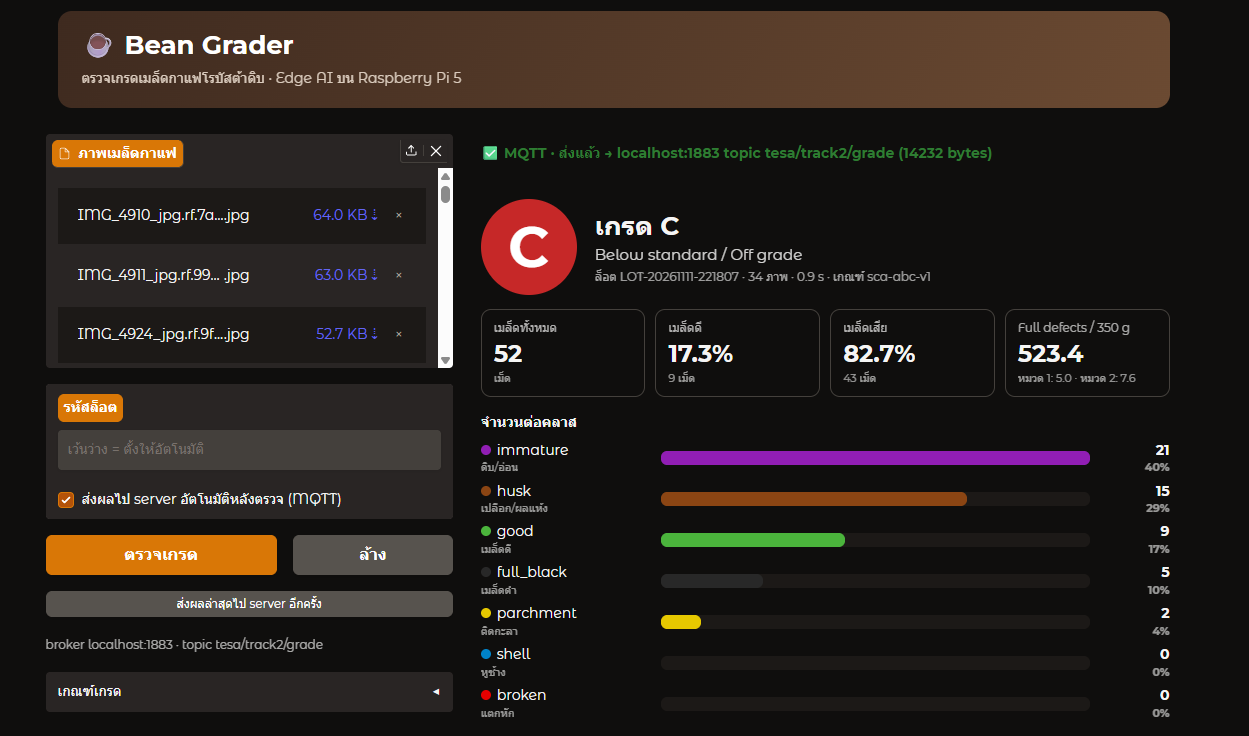 Bean Grader
ตรวจเกรดเมล็ดกาแฟโรบัสต้าดิบ · Edge AI บน Raspberry Pi 5
ภาพเมล็ดกาแฟ
IMG_4910_jpg.rf.7a....jpg 64.0 KB ⇣ ×
IMG_4911_jpg.rf.99... .jpg 63.0 KB ⇣ ×
IMG_4924_jpg.rf.9f....jpg 52.7 KB ⇣ ×
รหัสล็อต
เว้นว่าง = ตั้งให้อัตโนมัติ
ส่งผลไป server อัตโนมัติหลังตรวจ (MQTT)
ตรวจเกรด
ล้าง
ส่งผลล่าสุดไป server อีกครั้ง
broker localhost:1883 · topic tesa/track2/grade
เกณฑ์เกรด
MQTT · ส่งแล้ว → localhost:1883 topic tesa/track2/grade (14232 bytes)
C
เกรด C
Below standard / Off grade
ล็อต LOT-20261111-221807 · 34 ภาพ · 0.9 s · เกณฑ์ sca-abc-v1
เมล็ดทั้งหมด
52
เม็ด
เมล็ดดี
17.3%
9 เม็ด
เมล็ดเสีย
82.7%
43 เม็ด
Full defects / 350 g
523.4
หมวด 1: 5.0 · หมวด 2: 7.6
จำนวนต่อคลาส
immature 21
ดิบ/อ่อน 40%
husk 15
เปลือก/ผลแห้ง 29%
good 9
เมล็ดดี 17%
full_black 5
เมล็ดดำ 10%
parchment 2
ติดกะลา 4%
shell 0
หูช้าง 0%
broken 0
แตกหัก 0%